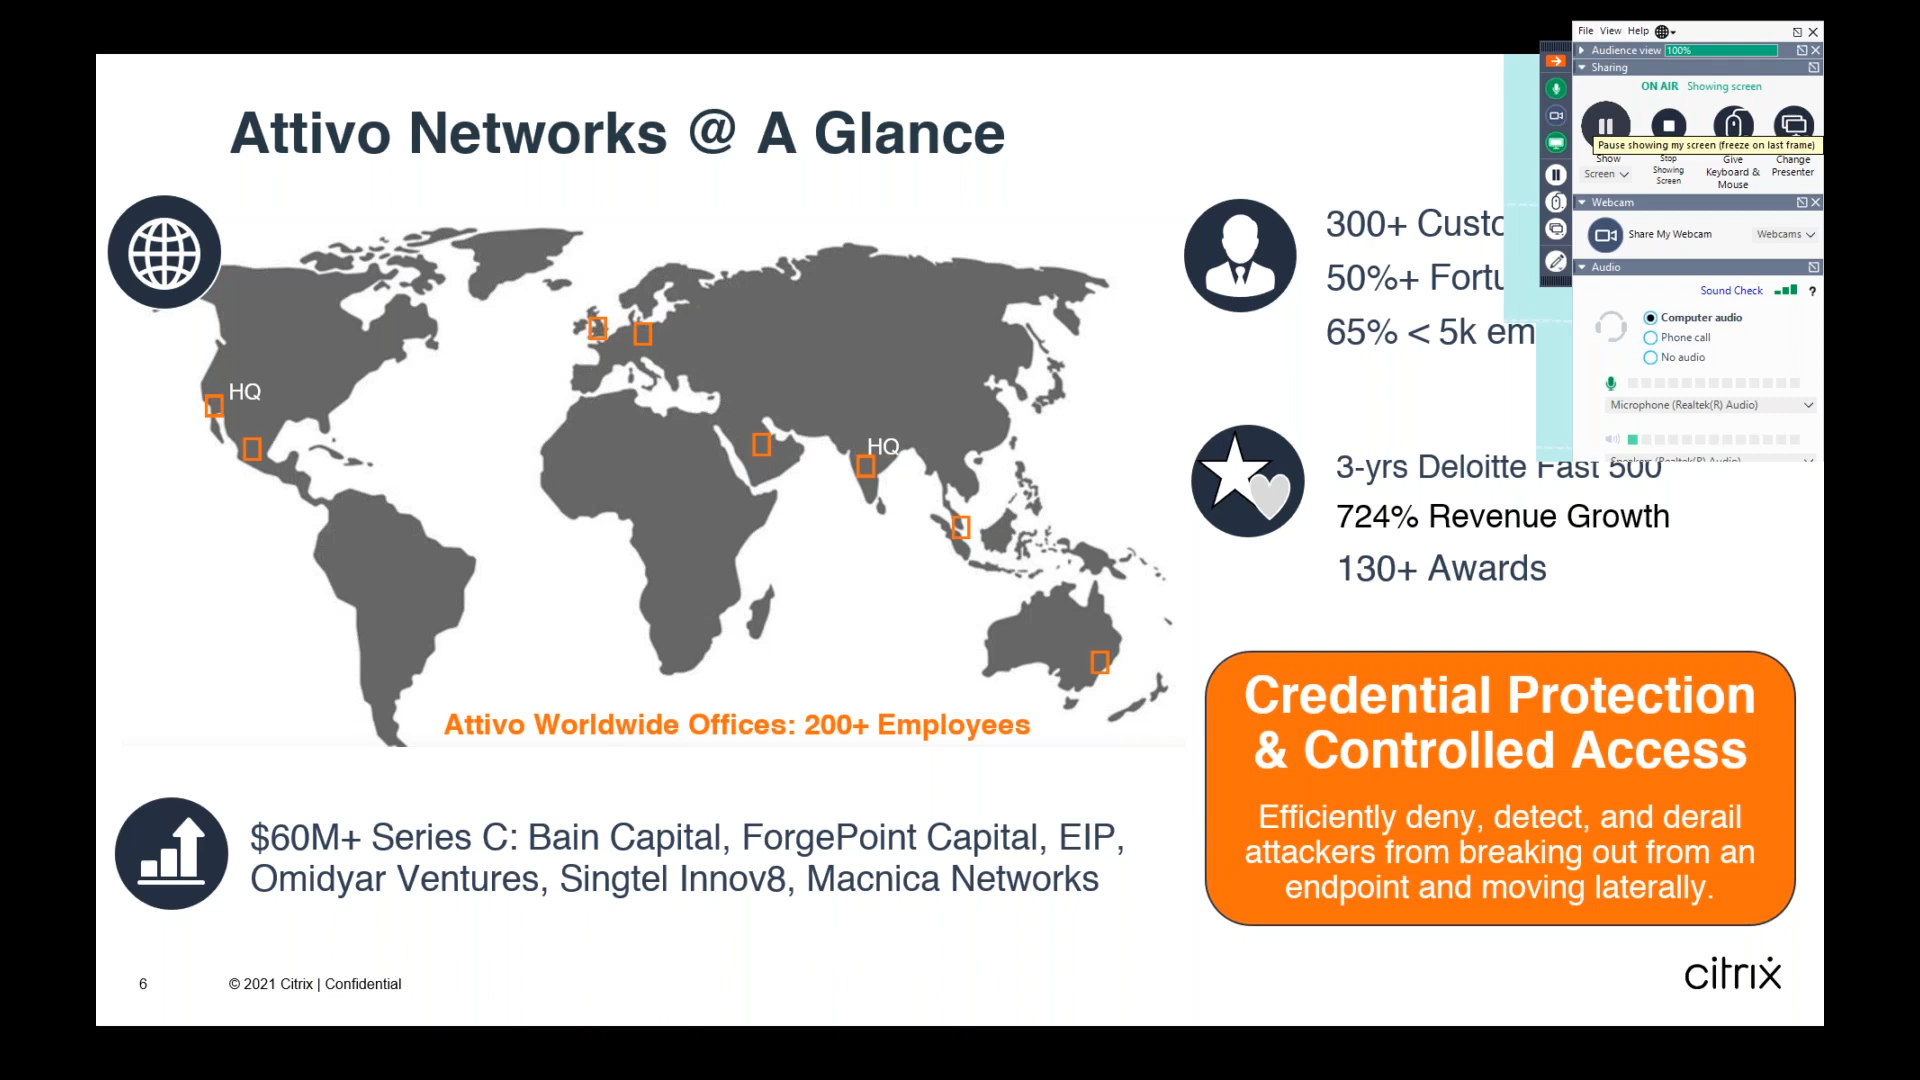 Attivo Networks @ A Glance
HQ
HQ
Attivo Worldwide Offices: 200+ Employees
300+
50%+
65% < 5k
3-yrs Deloitte Fast 500
724% Revenue Growth
130+ Awards
Credential Protection
& Controlled Access
Efficiently deny, detect, and derail
attackers from breaking out from an
endpoint and moving laterally.
$60M+ Series C: Bain Capital, ForgePoint Capital, EIP,
Omidyar Ventures, Singtel Innov8, Macnica Networks
6
© 2021 Citrix | Confidential
citrix
File View Help
Audience view 100%
Sharing
ON AIR Showing screen
Pause showing my screen (freeze on last frame)
Show
Screen
Stop
Showing
Screen
Give
Keyboard &
Mouse
Change
Presenter
Webcam
Share My Webcam
Webcams
Audio
Sound Check
?
Computer audio
Phone call
No audio
Microphone (Realtek(R) Audio)
Speakers (Realtek(R) Audio)